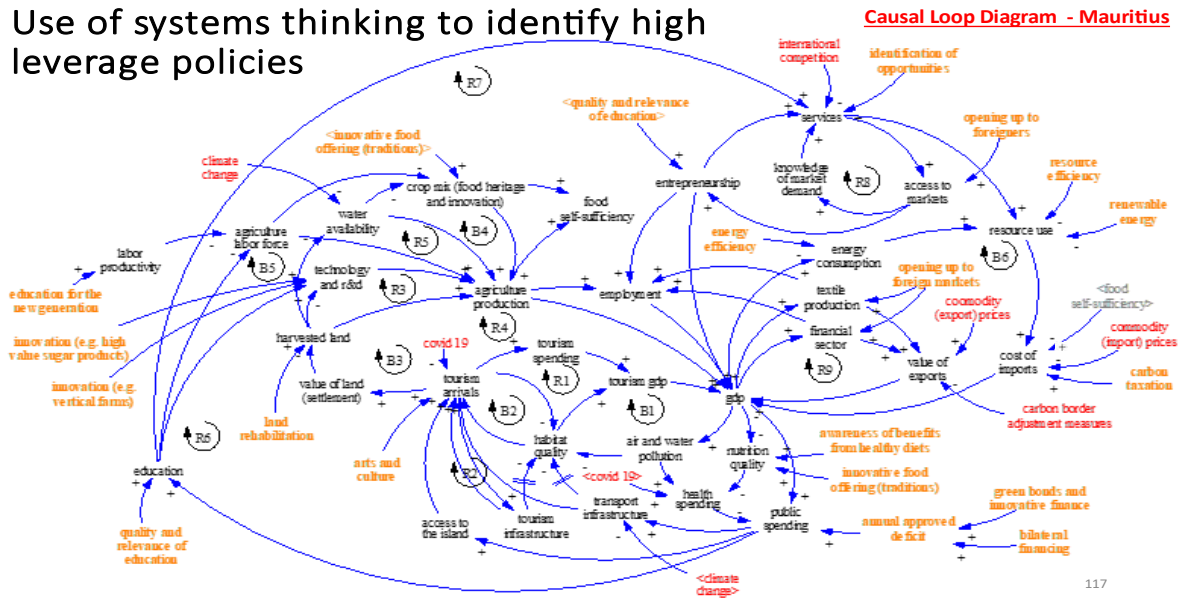 Use of systems thinking to identify high
leverage policies
Causal Loop Diagram - Mauritius
international
competition
identification of
opportunities
R7
<quality and relevance
of education>
services
opening up to
foreigners
<innovative food
offering (traditions)>
climate
change
crop mix (food heritage
and innovation)
food
self-sufficiency
entrepreneurship
knowledge
of market
demand
R8
access to
markets
resource
efficiency
renewable
energy
water
availability
R5
B4
agriculture
labor force
labor
productivity
B5
energy
efficiency
energy
consumption
resource use
B6
technology
and r&d
R3
agriculture
production
employment
textile
production
opening up to
foreign markets
education for the
new generation
coomodity
(export) prices
<food
self-sufficiency>
innovation (e.g. high
value sugar products)
harvested land
R4
financial
sector
commodity
(import) prices
covid 19
tourism
spending
B3
R9
value of
exports
cost of
imports
innovation (e.g.
vertical farms)
value of land
(settlement)
tourism
arrivals
R1
tourism gdp
gdp
carbon
taxation
B2
B1
carbon border
adjustment measures
land
rehabilitation
R6
habitat
quality
air and water
pollution
nutrition
quality
awareness of benefits
from healthy diets
education
arts and
culture
R2
<covid 19>
innovative food
offering (traditions)
health
spending
transport
infrastructure
public
spending
green bonds and
innovative finance
quality and
relevance of
education
access to
the island
tourism
infrastructure
annual approved
deficit
bilateral
financing
<climate
change>
117